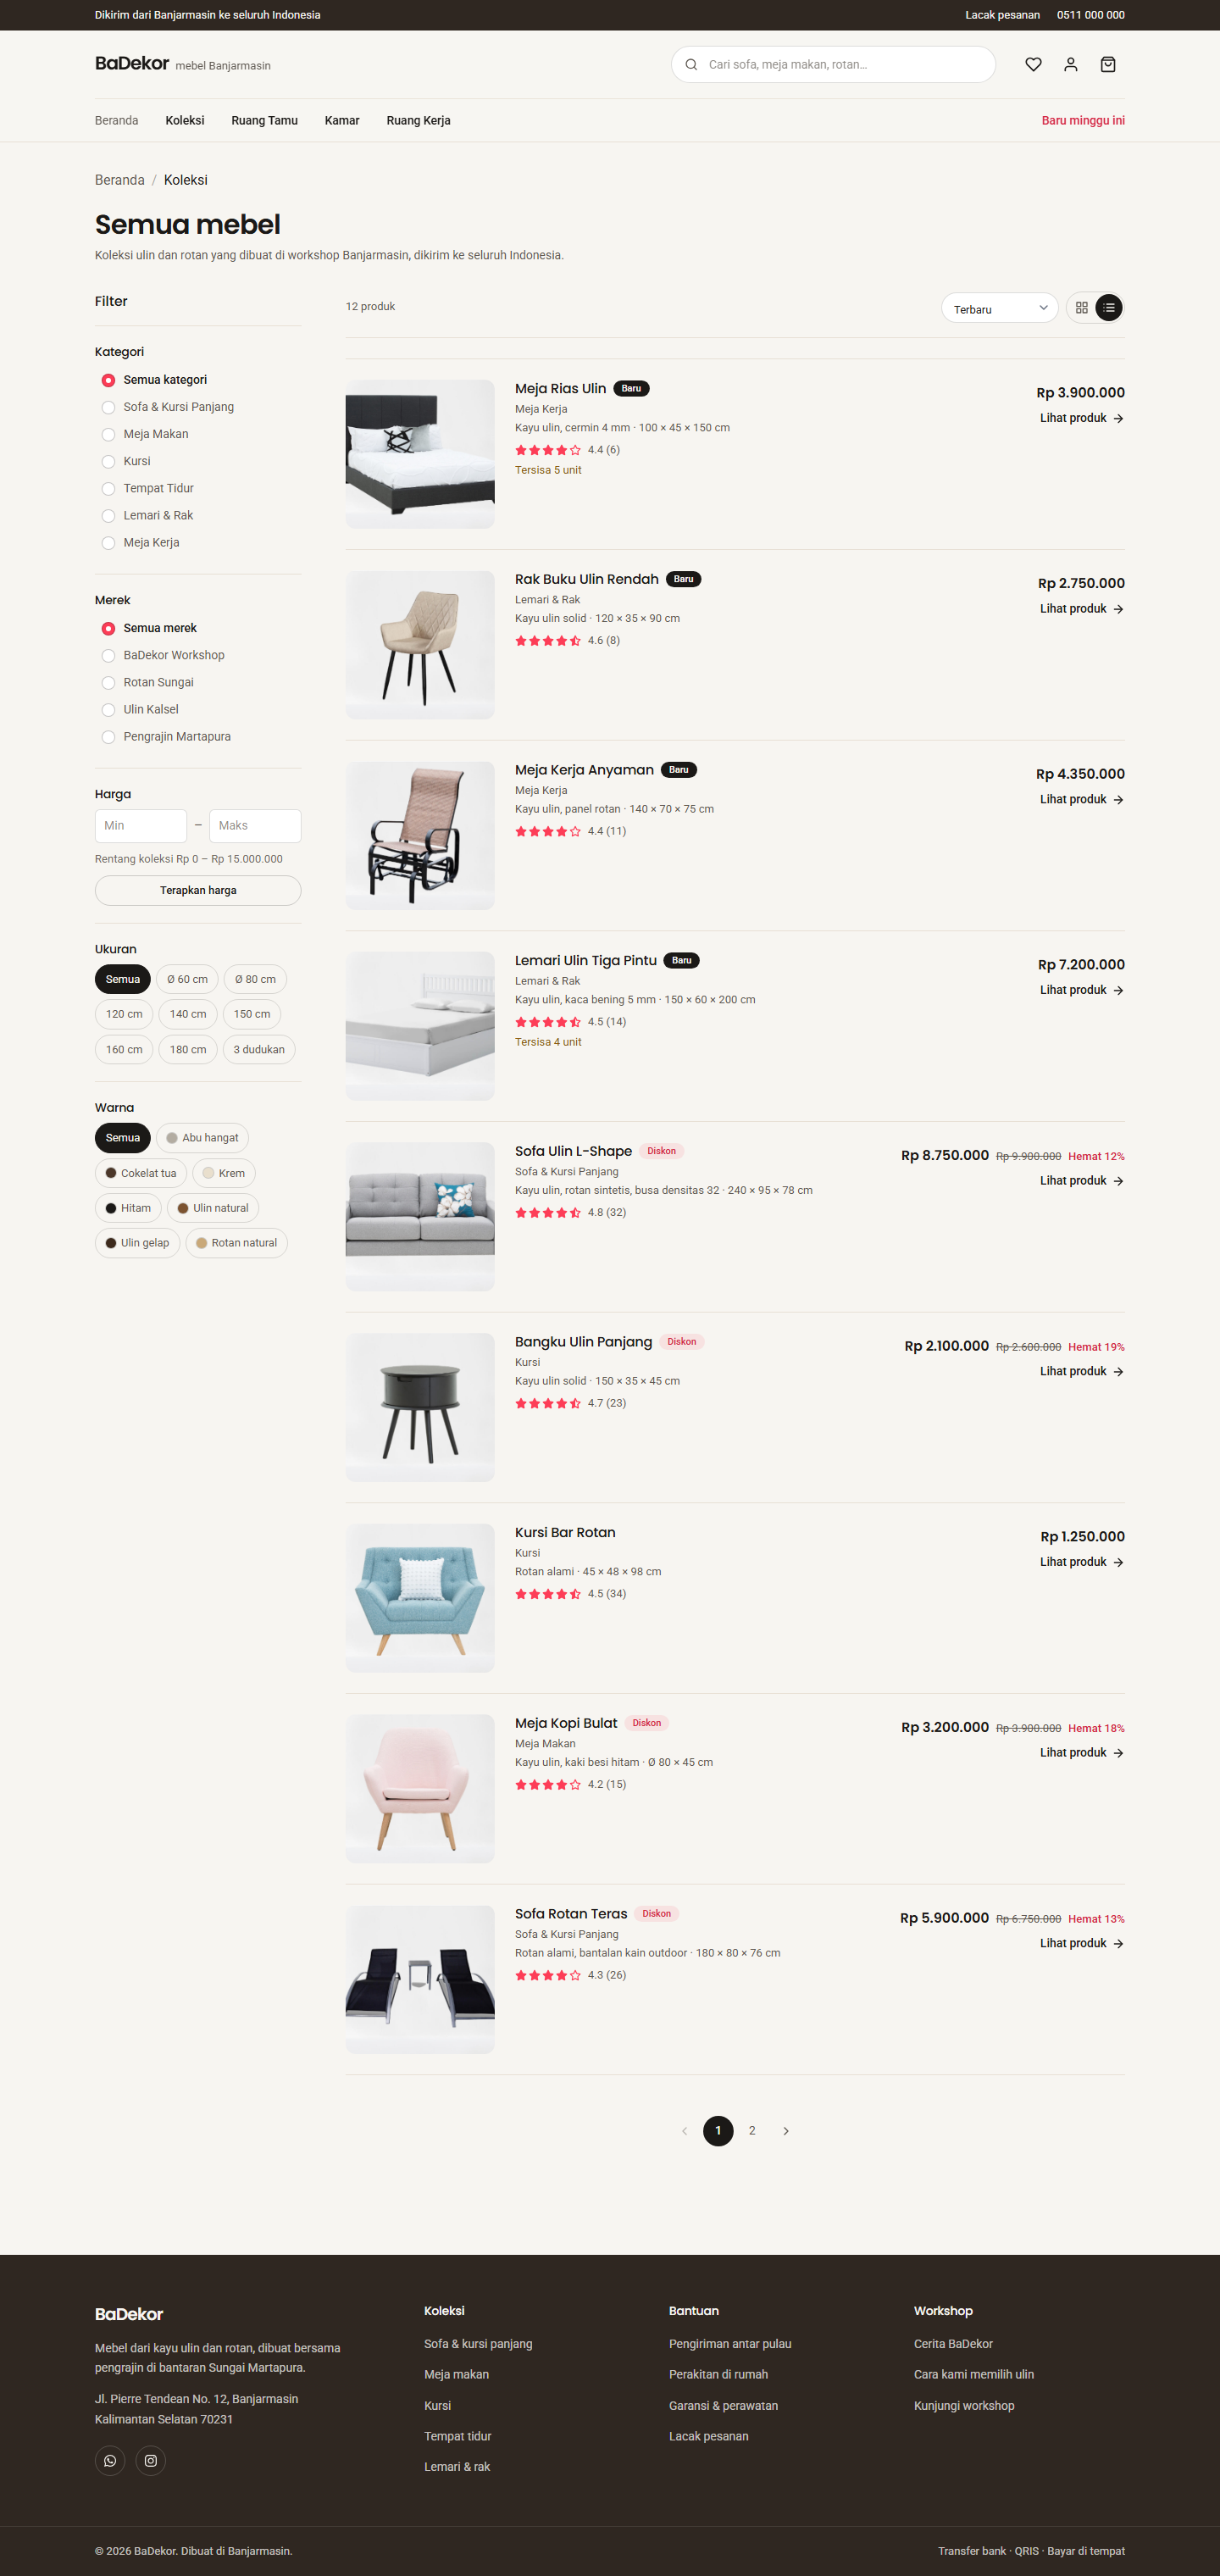 Dikirim dari Banjarmasin ke seluruh Indonesia
Lacak pesanan 0511 000 000
BaDekor mebel Banjarmasin
Cari sofa, meja makan, rotan...
Beranda Koleksi Ruang Tamu Kamar Ruang Kerja
Baru minggu ini
Beranda / Koleksi
Semua mebel
Koleksi ulin dan rotan yang dibuat di workshop Banjarmasin, dikirim ke seluruh Indonesia.
Filter
Kategori
Semua kategori
Sofa & Kursi Panjang
Meja Makan
Kursi
Tempat Tidur
Lemari & Rak
Meja Kerja
Merek
Semua merek
BaDekor Workshop
Rotan Sungai
Ulin Kalsel
Pengrajin Martapura
Harga
Min – Maks
Rentang koleksi Rp 0 – Rp 15.000.000
Terapkan harga
Ukuran
Semua Ø 60 cm Ø 80 cm
120 cm 140 cm 150 cm
160 cm 180 cm 3 dudukan
Warna
Semua Abu hangat
Cokelat tua Krem
Hitam Ulin natural
Ulin gelap Rotan natural
12 produk
Terbaru
Meja Rias Ulin Baru
Meja Kerja
Kayu ulin, cermin 4 mm · 100 × 45 × 150 cm
4.4 (6)
Tersisa 5 unit
Rp 3.900.000
Lihat produk
Rak Buku Ulin Rendah Baru
Lemari & Rak
Kayu ulin solid · 120 × 35 × 90 cm
4.6 (8)
Rp 2.750.000
Lihat produk
Meja Kerja Anyaman Baru
Meja Kerja
Kayu ulin, panel rotan · 140 × 70 × 75 cm
4.4 (11)
Rp 4.350.000
Lihat produk
Lemari Ulin Tiga Pintu Baru
Lemari & Rak
Kayu ulin, kaca bening 5 mm · 150 × 60 × 200 cm
4.5 (14)
Tersisa 4 unit
Rp 7.200.000
Lihat produk
Sofa Ulin L-Shape Diskon
Sofa & Kursi Panjang
Kayu ulin, rotan sintetis, busa densitas 32 · 240 × 95 × 78 cm
4.8 (32)
Rp 8.750.000 Rp 9.900.000 Hemat 12%
Lihat produk
Bangku Ulin Panjang Diskon
Kursi
Kayu ulin solid · 150 × 35 × 45 cm
4.7 (23)
Rp 2.100.000 Rp 2.600.000 Hemat 19%
Lihat produk
Kursi Bar Rotan
Kursi
Rotan alami · 45 × 48 × 98 cm
4.5 (34)
Rp 1.250.000
Lihat produk
Meja Kopi Bulat Diskon
Meja Makan
Kayu ulin, kaki besi hitam · Ø 80 × 45 cm
4.2 (15)
Rp 3.200.000 Rp 3.900.000 Hemat 18%
Lihat produk
Sofa Rotan Teras Diskon
Sofa & Kursi Panjang
Rotan alami, bantalan kain outdoor · 180 × 80 × 76 cm
4.3 (26)
Rp 5.900.000 Rp 6.750.000 Hemat 13%
Lihat produk
1 2
BaDekor
Mebel dari kayu ulin dan rotan, dibuat bersama
pengrajin di bantaran Sungai Martapura.
Jl. Pierre Tendean No. 12, Banjarmasin
Kalimantan Selatan 70231
Koleksi
Sofa & kursi panjang
Meja makan
Kursi
Tempat tidur
Lemari & rak
Bantuan
Pengiriman antar pulau
Perakitan di rumah
Garansi & perawatan
Lacak pesanan
Workshop
Cerita BaDekor
Cara kami memilih ulin
Kunjungi workshop
© 2026 BaDekor. Dibuat di Banjarmasin.
Transfer bank · QRIS · Bayar di tempat